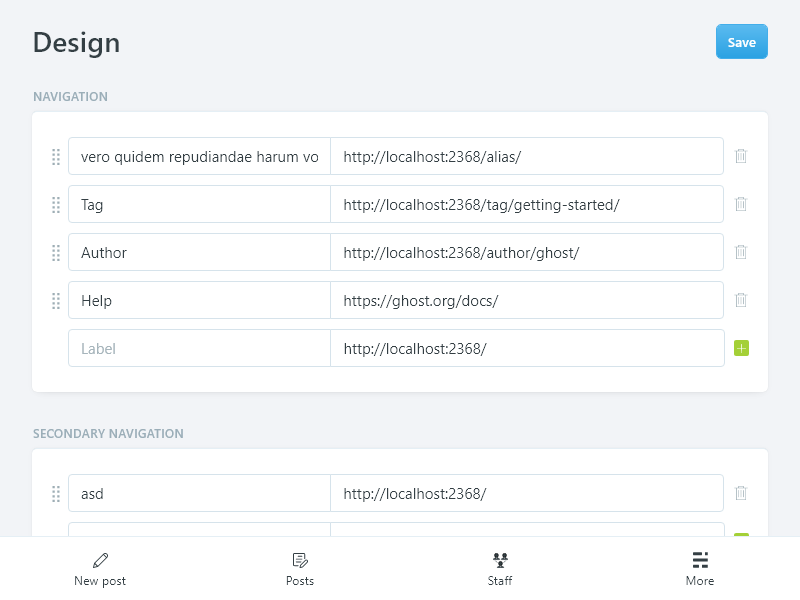 Design
Save
NAVIGATION
vero quidem repudiandae harum vo
http://localhost:2368/alias/
Tag
http://localhost:2368/tag/getting-started/
Author
http://localhost:2368/author/ghost/
Help
https://ghost.org/docs/
Label
http://localhost:2368/
SECONDARY NAVIGATION
asd
http://localhost:2368/
New post
Posts
Staff
More